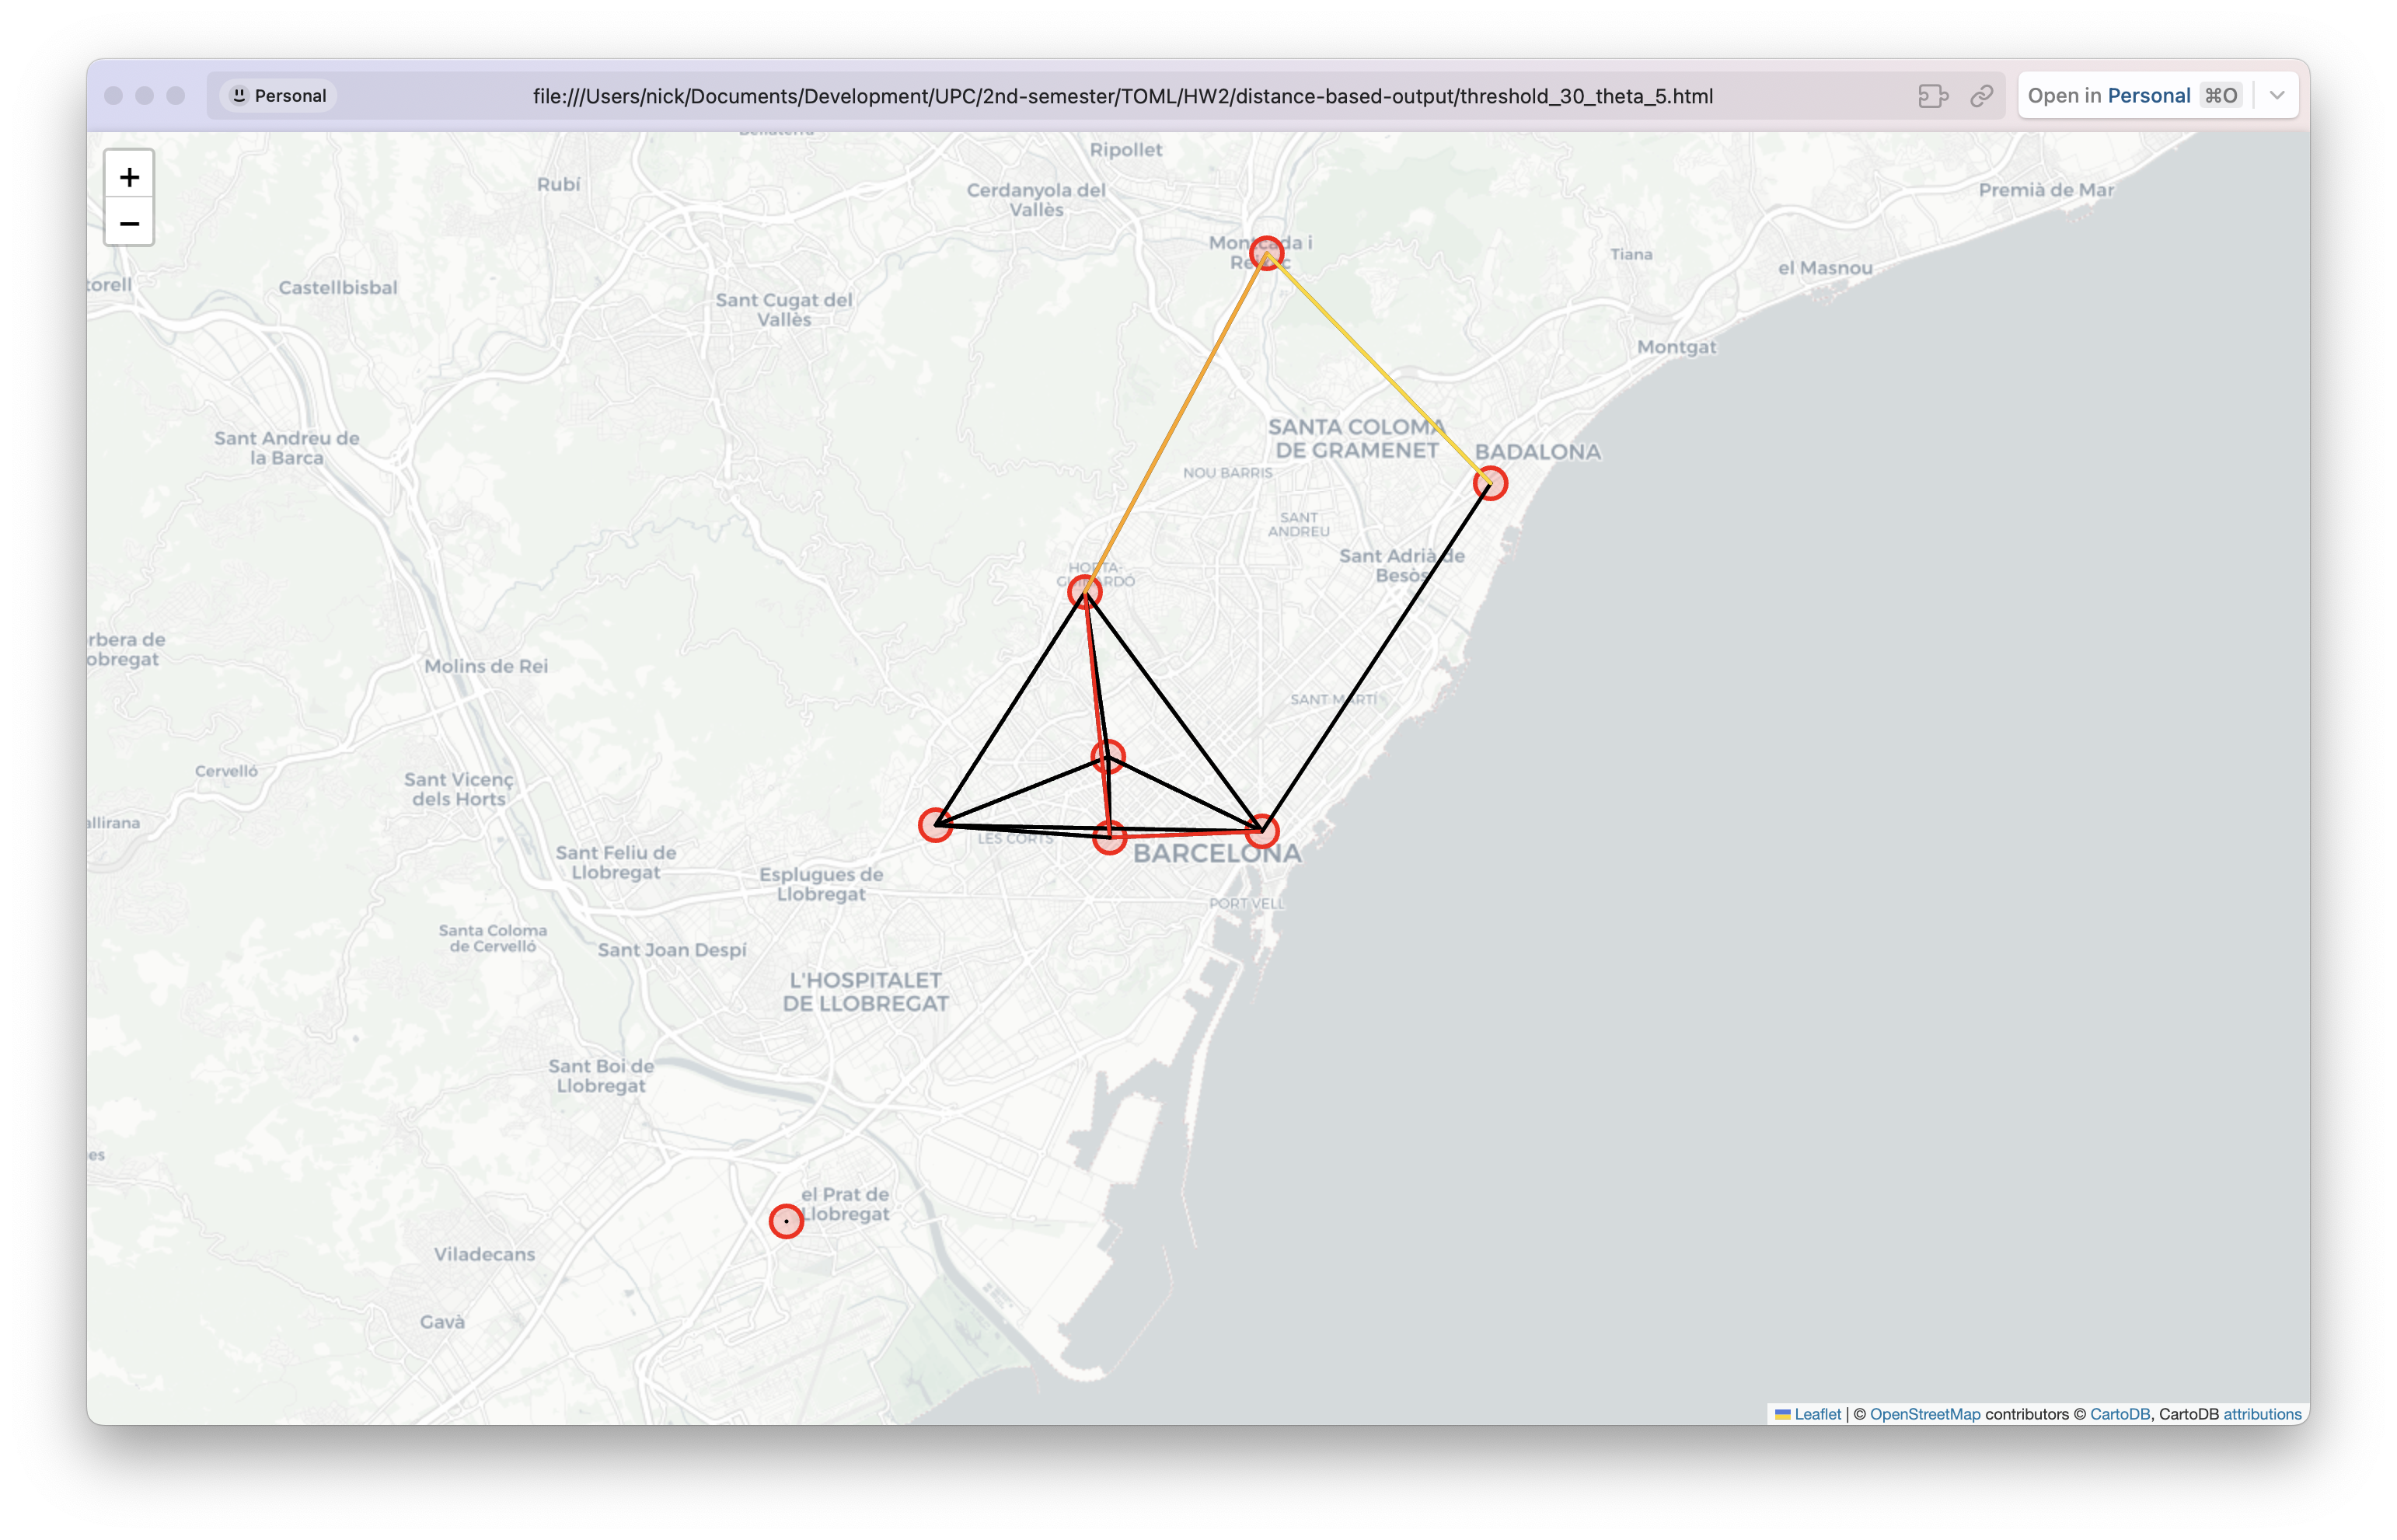 Personal
file:///Users/nick/Documents/Development/UPC/2nd-semester/TOML/HW2/distance-based-output/threshold_30_theta_5.html
Open in Personal ⌘O
+
−
Ripollet
Rubí
Cerdanyola del
Vallès
Premià de Mar
Tiana
el Masnou
torell
Castellbisbal
Sant Cugat del
Vallès
Montgat
Sant Andreu de
la Barca
SANTA COLOMA
DE GRAMENET
BADALONA
NOU BARRIS
SANT
ANDREU
Sant Adrià de
Besòs
HORTA-
rbera de
obregat
Molins de Rei
SANT MARTÍ
Cervelló
Sant Vicenç
dels Horts
allirana
LES CORTS
BARCELONA
Sant Feliu de
Llobregat
Esplugues de
Llobregat
PORT VELL
Santa Coloma
de Cervelló
Sant Joan Despí
L'HOSPITALET
DE LLOBREGAT
Sant Boi de
Llobregat
es
el Prat de
Llobregat
Viladecans
Gavà
Leaflet | © OpenStreetMap contributors © CartoDB, CartoDB attributions